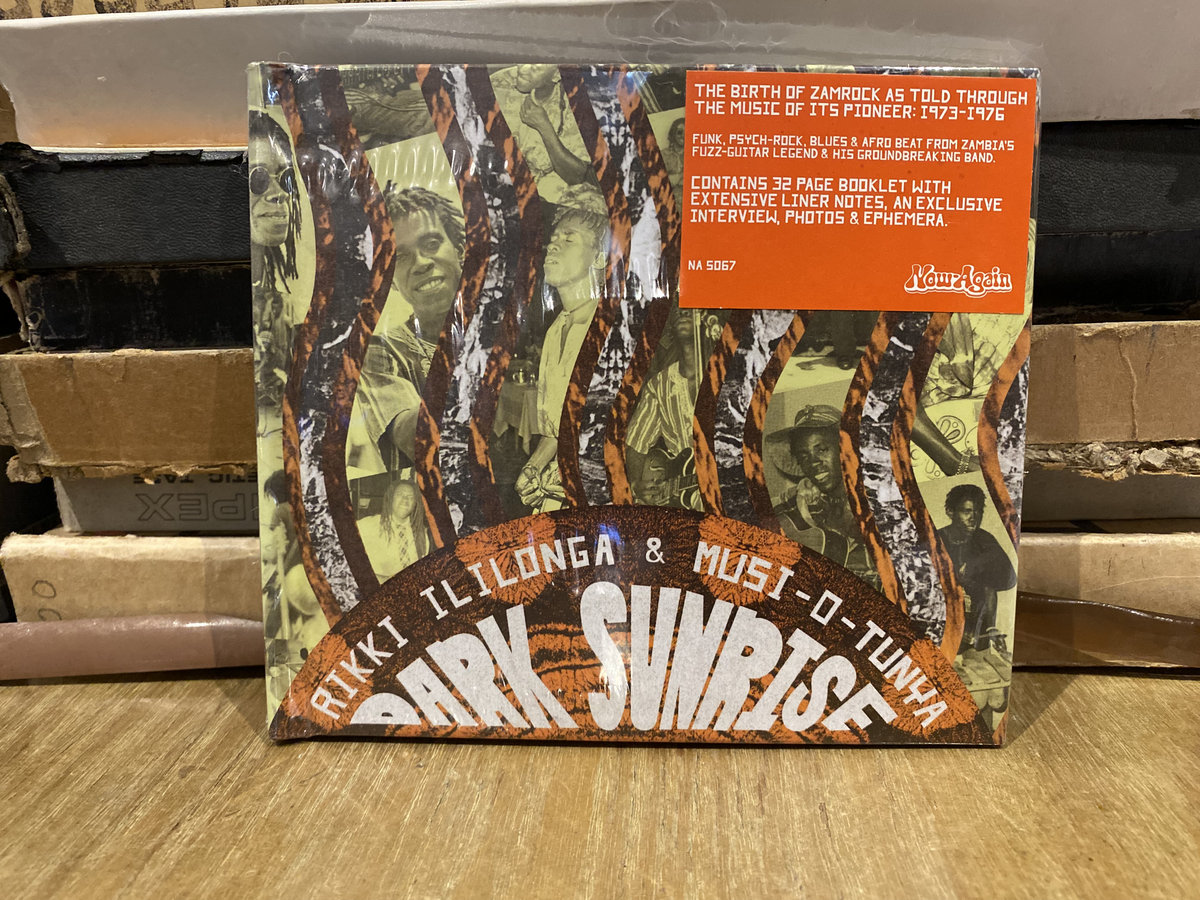 THE BIRTH OF ZAMROCK AS TOLD THROUGH
THE MUSIC OF ITS PIONEER: 1973-1976
FUNK, PSYCH-ROCK, BLUES & AFRO BEAT FROM ZAMBIA'S
FUZZ-GUITAR LEGEND & HIS GROUNDBREAKING BAND.
CONTAINS 32 PAGE BOOKLET WITH
EXTENSIVE LINER NOTES, AN EXCLUSIVE
INTERVIEW, PHOTOS & EPHEMERA.
NA 5067
Now-Again
RIKKI ILILONGA & MUSI-O-TUNYA
DARK SUNRISE